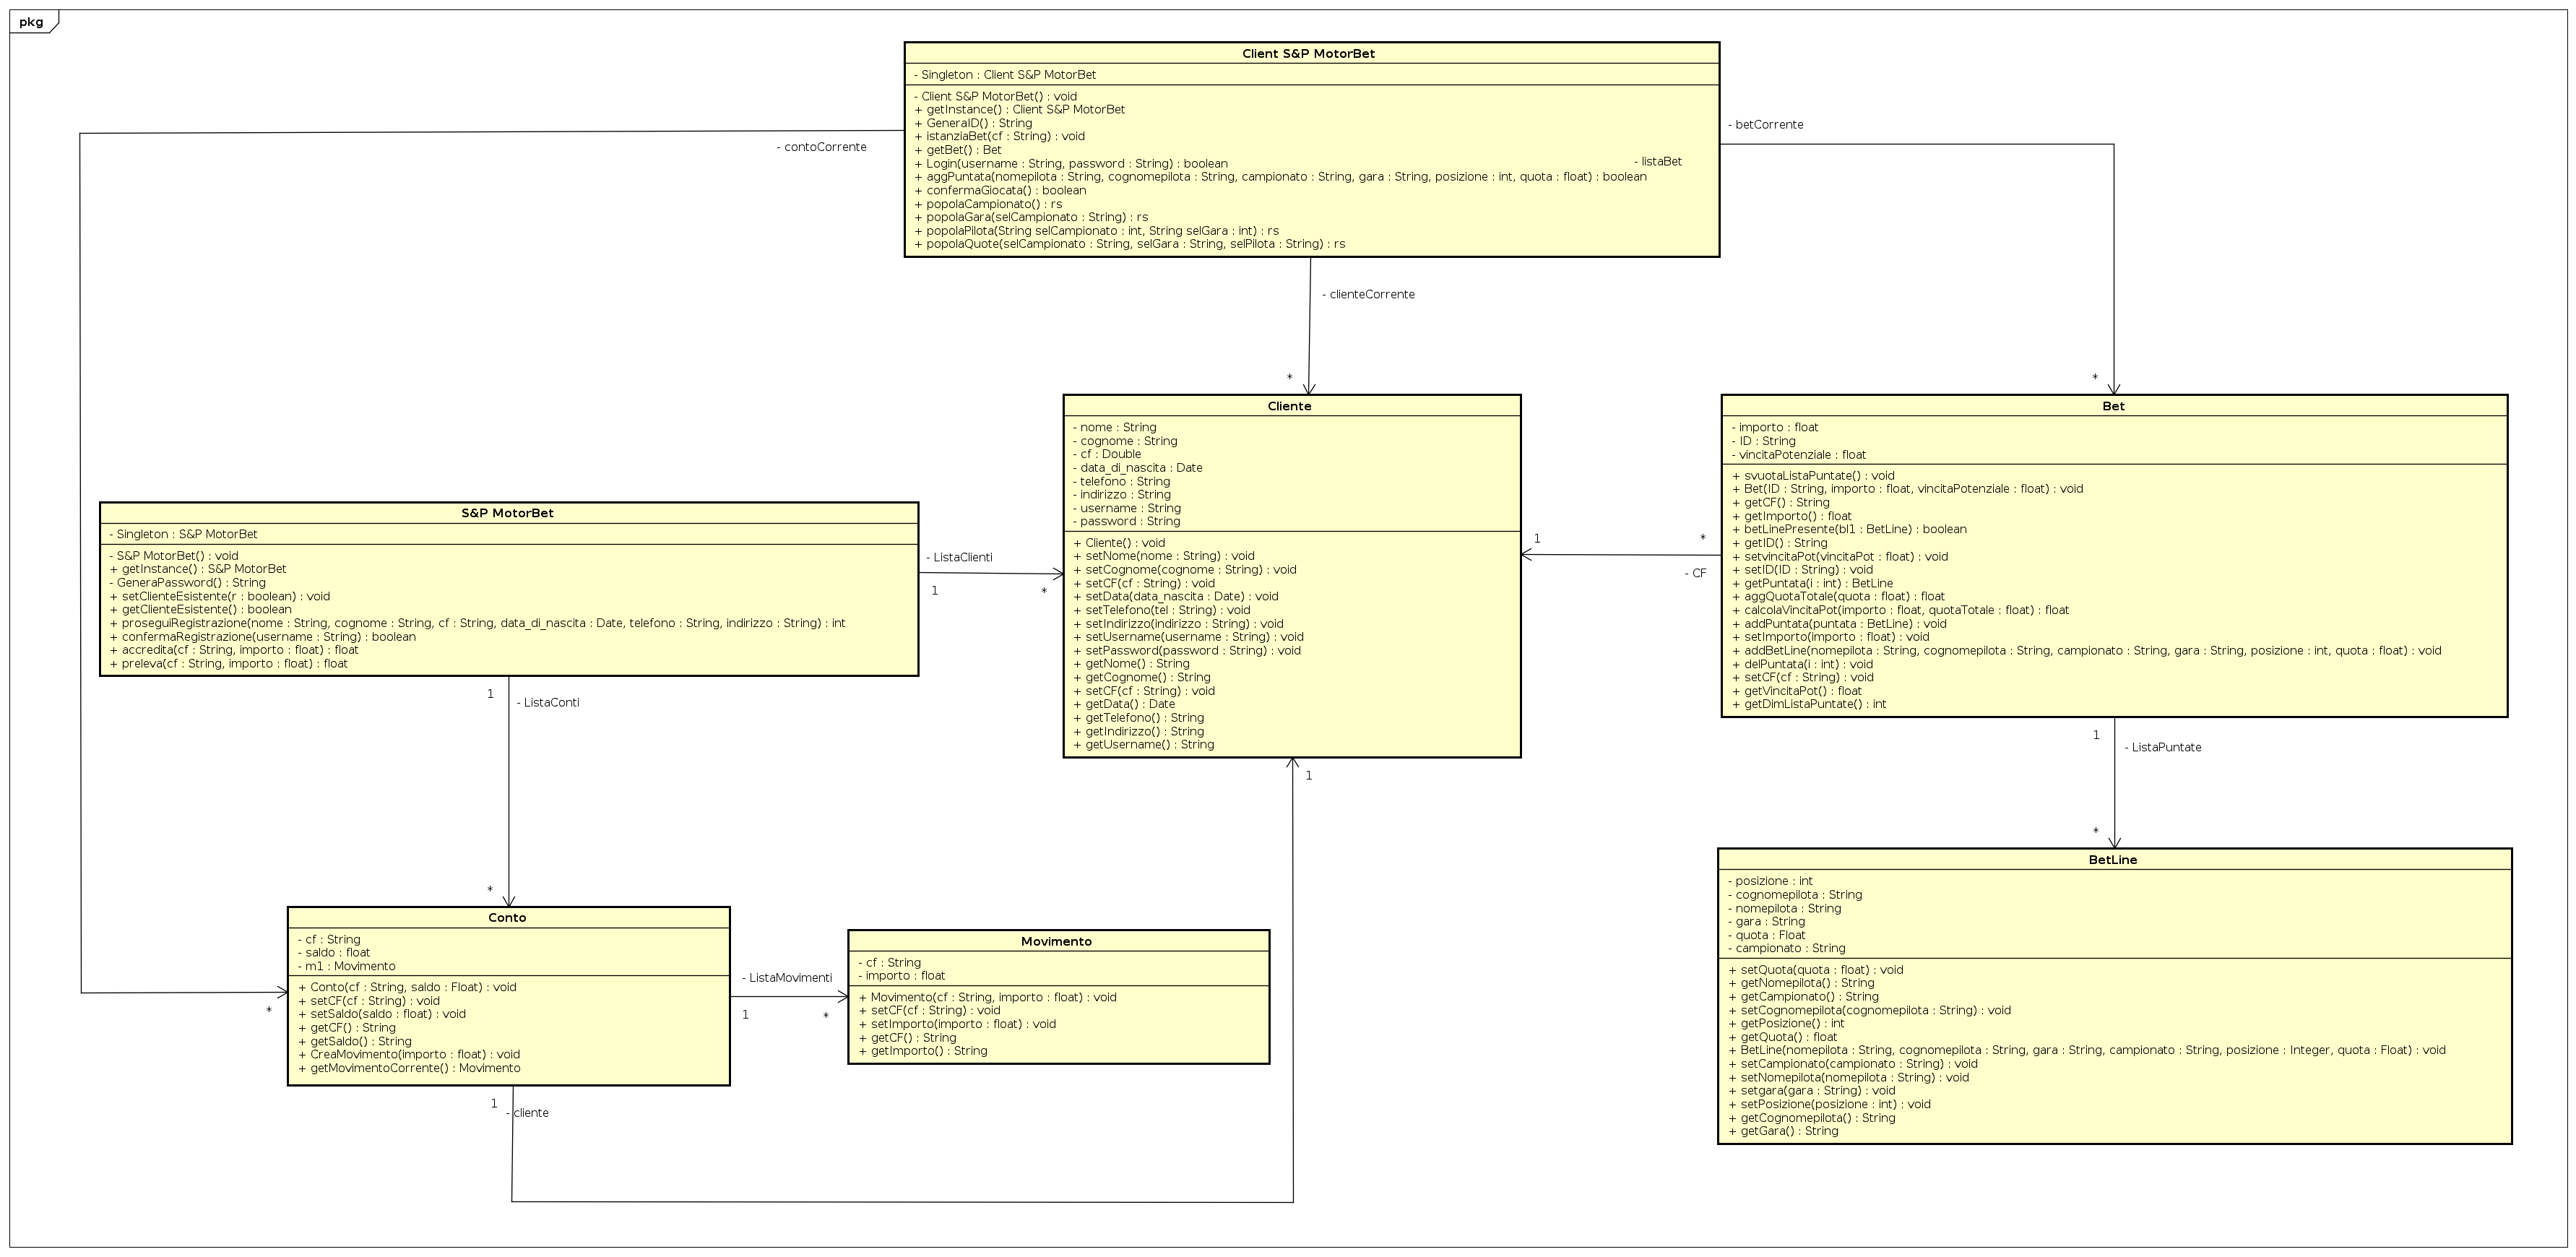 pkg
Client S&P MotorBet
- Singleton : Client S&P MotorBet
- Client S&P MotorBet() : void
+ getInstance() : Client S&P MotorBet
+ GeneraID() : String
+ istanziaBet(cf : String) : void
+ getBet() : Bet
+ Login(username : String, password : String) : boolean
+ aggPuntata(nomepilota : String, cognomepilota : String, campionato : String, gara : String, posizione : int, quota : float) : boolean
+ confermaGiocata() : boolean
+ popolaCampionato() : rs
+ popolaGara(selCampionato : String) : rs
+ popolaPilota(String selCampionato : int, String selGara : int) : rs
+ popolaQuote(selCampionato : String, selGara : String, selPilota : String) : rs
- listaBet
- contoCorrente
- betCorrente
- clienteCorrente
*
*
Cliente
- nome : String
- cognome : String
- cf : Double
- data_di_nascita : Date
- telefono : String
- indirizzo : String
- username : String
- password : String
+ Cliente() : void
+ setNome(nome : String) : void
+ setCognome(cognome : String) : void
+ setCF(cf : String) : void
+ setData(data_nascita : Date) : void
+ setTelefono(tel : String) : void
+ setIndirizzo(indirizzo : String) : void
+ setUsername(username : String) : void
+ setPassword(password : String) : void
+ getNome() : String
+ getCognome() : String
+ setCF(cf : String) : void
+ getData() : Date
+ getTelefono() : String
+ getIndirizzo() : String
+ getUsername() : String
Bet
- importo : float
- ID : String
- vincitaPotenziale : float
+ svuotaListaPuntate() : void
+ Bet(ID : String, importo : float, vincitaPotenziale : float) : void
+ getCF() : String
+ getImporto() : float
+ betLinePresente(bl1 : BetLine) : boolean
+ getID() : String
+ setvincitaPot(vincitaPot : float) : void
+ setID(ID : String) : void
+ getPuntata(i : int) : BetLine
+ aggQuotaTotale(quota : float) : float
+ calcolaVincitaPot(importo : float, quotaTotale : float) : float
+ addPuntata(puntata : BetLine) : void
+ setImporto(importo : float) : void
+ addBetLine(nomepilota : String, cognomepilota : String, campionato : String, gara : String, posizione : int, quota : float) : void
+ delPuntata(i : int) : void
+ setCF(cf : String) : void
+ getVincitaPot() : float
+ getDimListaPuntate() : int
S&P MotorBet
- Singleton : S&P MotorBet
- S&P MotorBet() : void
+ getInstance() : S&P MotorBet
- GeneraPassword() : String
+ setClienteEsistente(r : boolean) : void
+ getClienteEsistente() : boolean
+ proseguiRegistrazione(nome : String, cognome : String, cf : String, data_di_nascita : Date, telefono : String, indirizzo : String) : int
+ confermaRegistrazione(username : String) : boolean
+ accredita(cf : String, importo : float) : float
+ preleva(cf : String, importo : float) : float
- ListaClienti
1
*
1
*
- CF
1
- ListaConti
*
1
1
- ListaPuntate
*
Conto
- cf : String
- saldo : float
- m1 : Movimento
+ Conto(cf : String, saldo : Float) : void
+ setCF(cf : String) : void
+ setSaldo(saldo : float) : void
+ getCF() : String
+ getSaldo() : String
+ CreaMovimento(importo : float) : void
+ getMovimentoCorrente() : Movimento
*
- ListaMovimenti
1
*
Movimento
- cf : String
- importo : float
+ Movimento(cf : String, importo : float) : void
+ setCF(cf : String) : void
+ setImporto(importo : float) : void
+ getCF() : String
+ getImporto() : String
BetLine
- posizione : int
- cognomepilota : String
- nomepilota : String
- gara : String
- quota : Float
- campionato : String
+ setQuota(quota : float) : void
+ getNomepilota() : String
+ getCampionato() : String
+ setCognomepilota(cognomepilota : String) : void
+ getPosizione() : int
+ getQuota() : float
+ BetLine(nomepilota : String, cognomepilota : String, gara : String, campionato : String, posizione : Integer, quota : Float) : void
+ setCampionato(campionato : String) : void
+ setNomepilota(nomepilota : String) : void
+ setgara(gara : String) : void
+ setPosizione(posizione : int) : void
+ getCognomepilota() : String
+ getGara() : String
1
- cliente